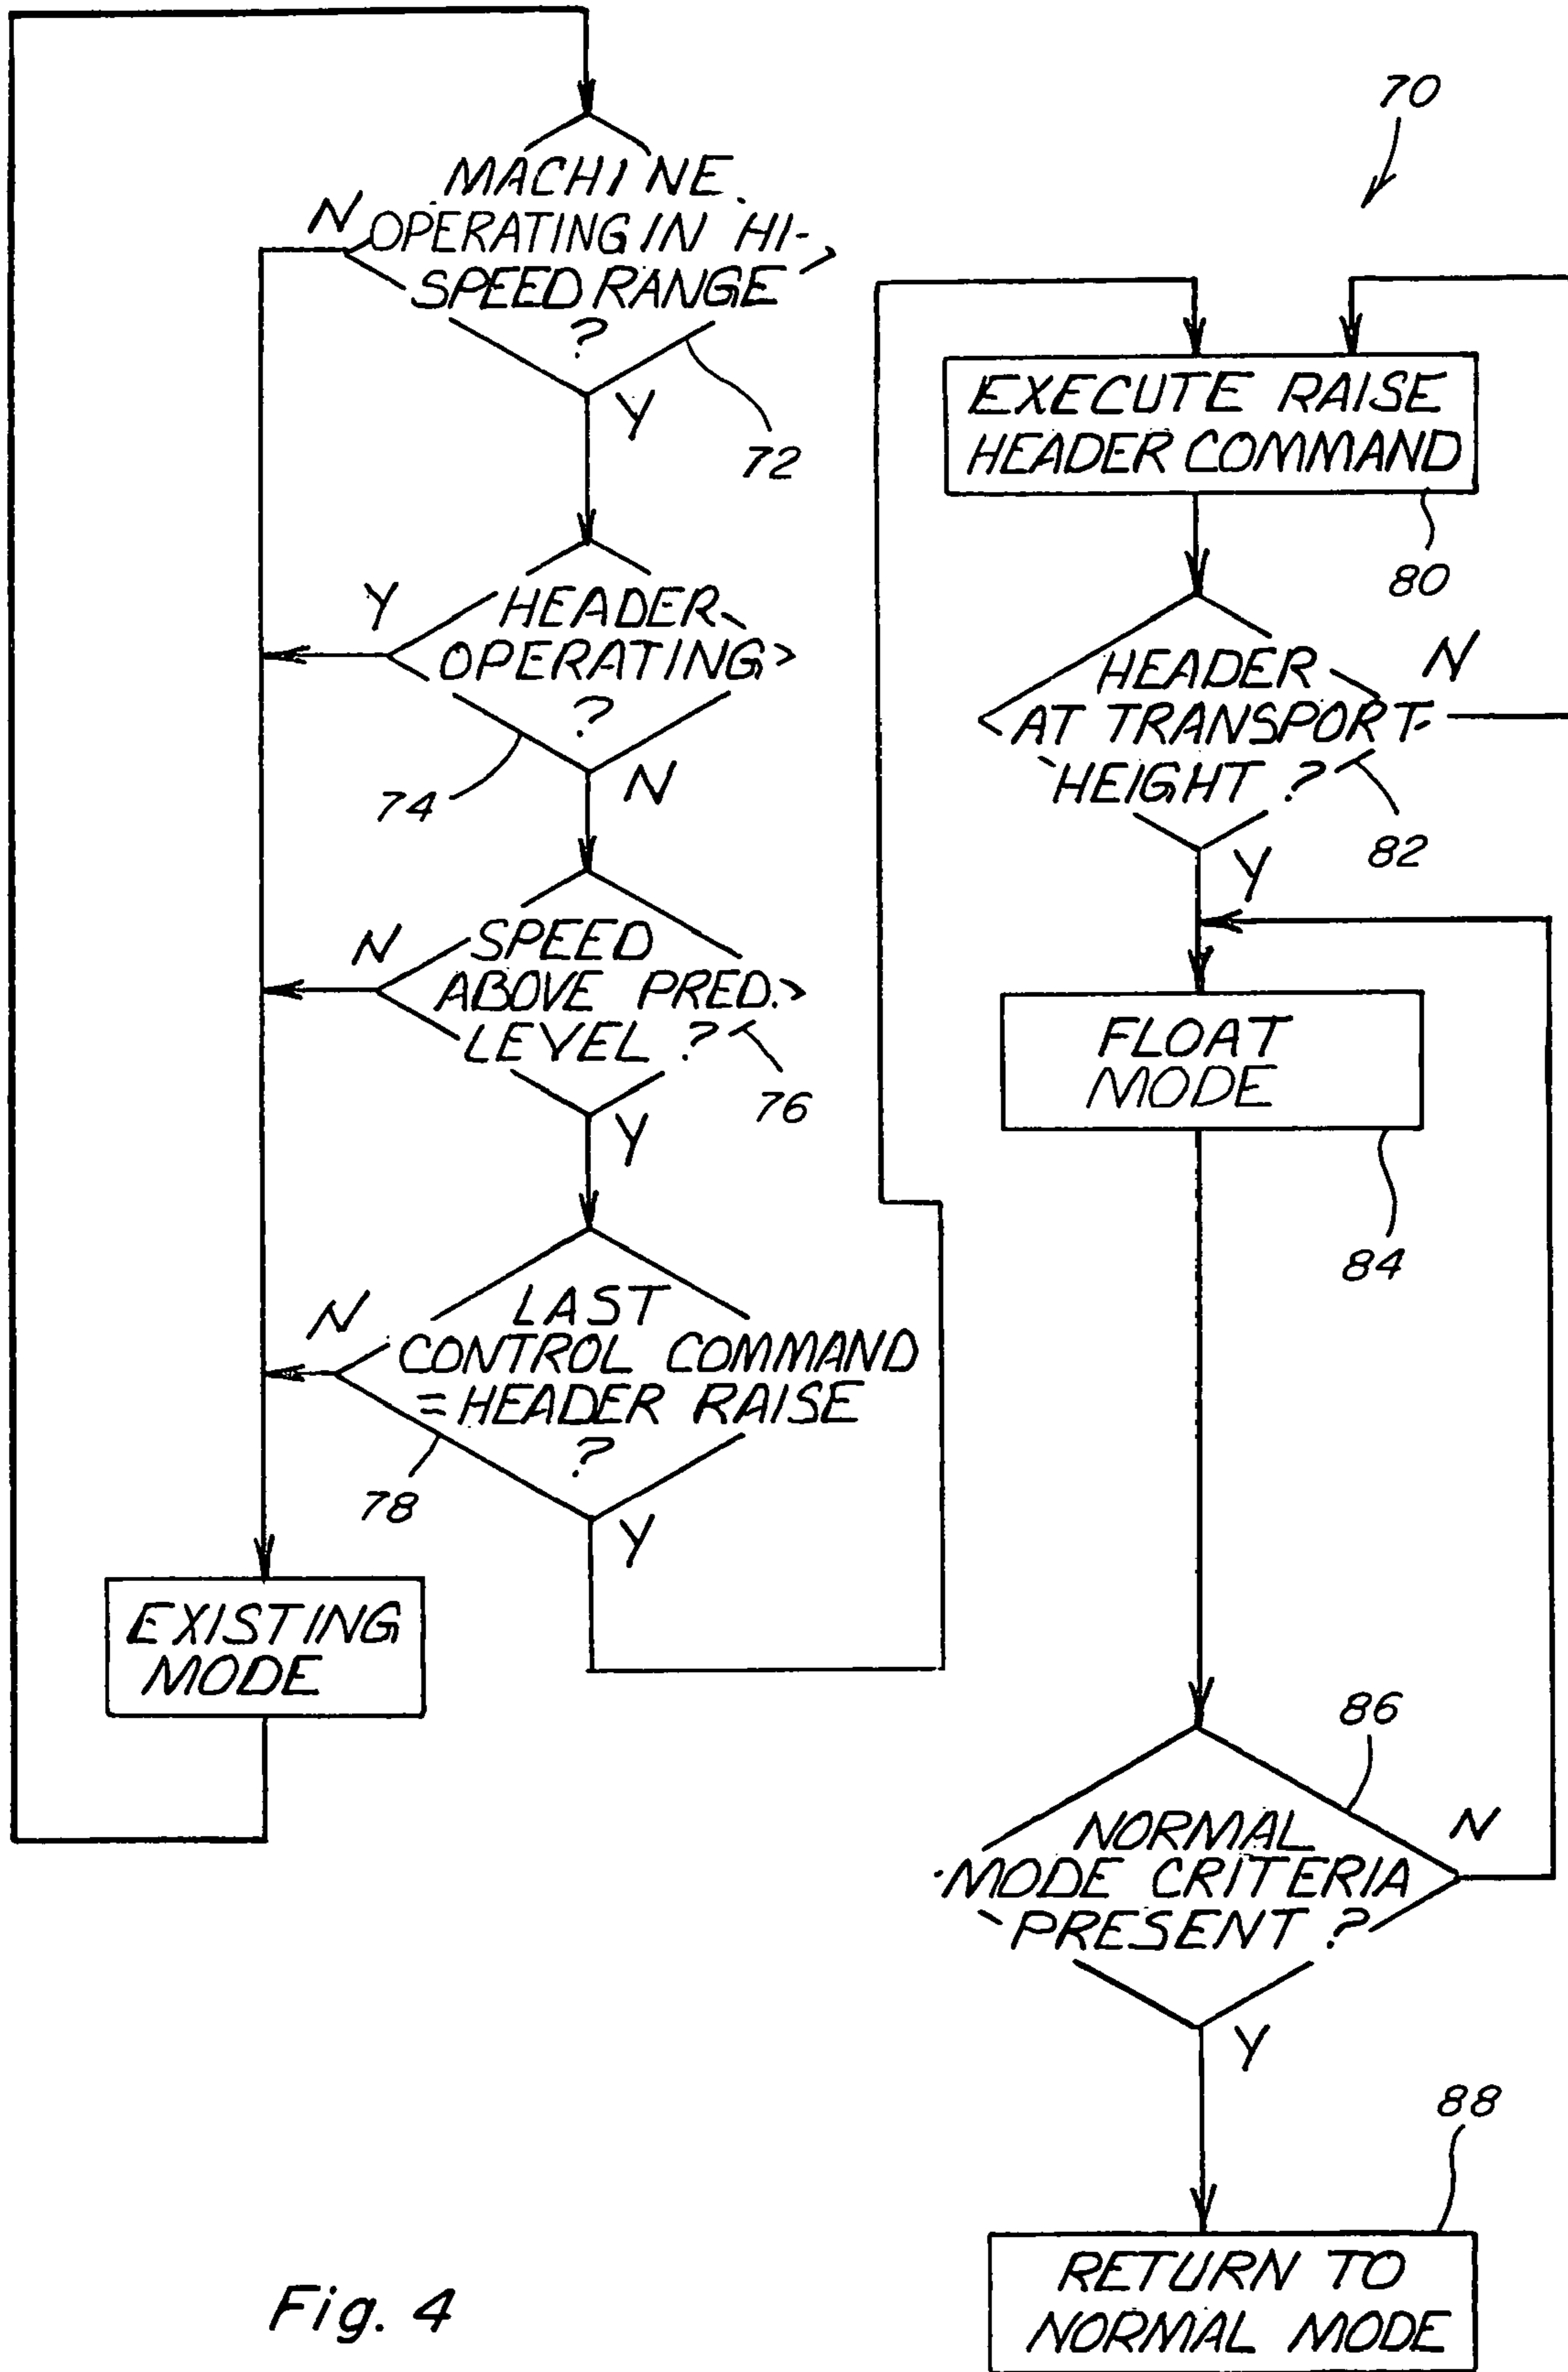 N
MACHINE
OPERATING IN HI-
SPEED RANGE
?
Y
72
Y
HEADER
OPERATING
?
74
N
N
SPEED
ABOVE PRED.
LEVEL ?
76
Y
N
LAST
CONTROL COMMAND
= HEADER RAISE
?
78
Y
EXISTING
MODE
70
EXECUTE RAISE
HEADER COMMAND
80
HEADER
AT TRANSPORT
HEIGHT ?
N
82
Y
FLOAT
MODE
84
86
NORMAL
MODE CRITERIA
PRESENT ?
N
Y
88
RETURN TO
NORMAL MODE
Fig. 4